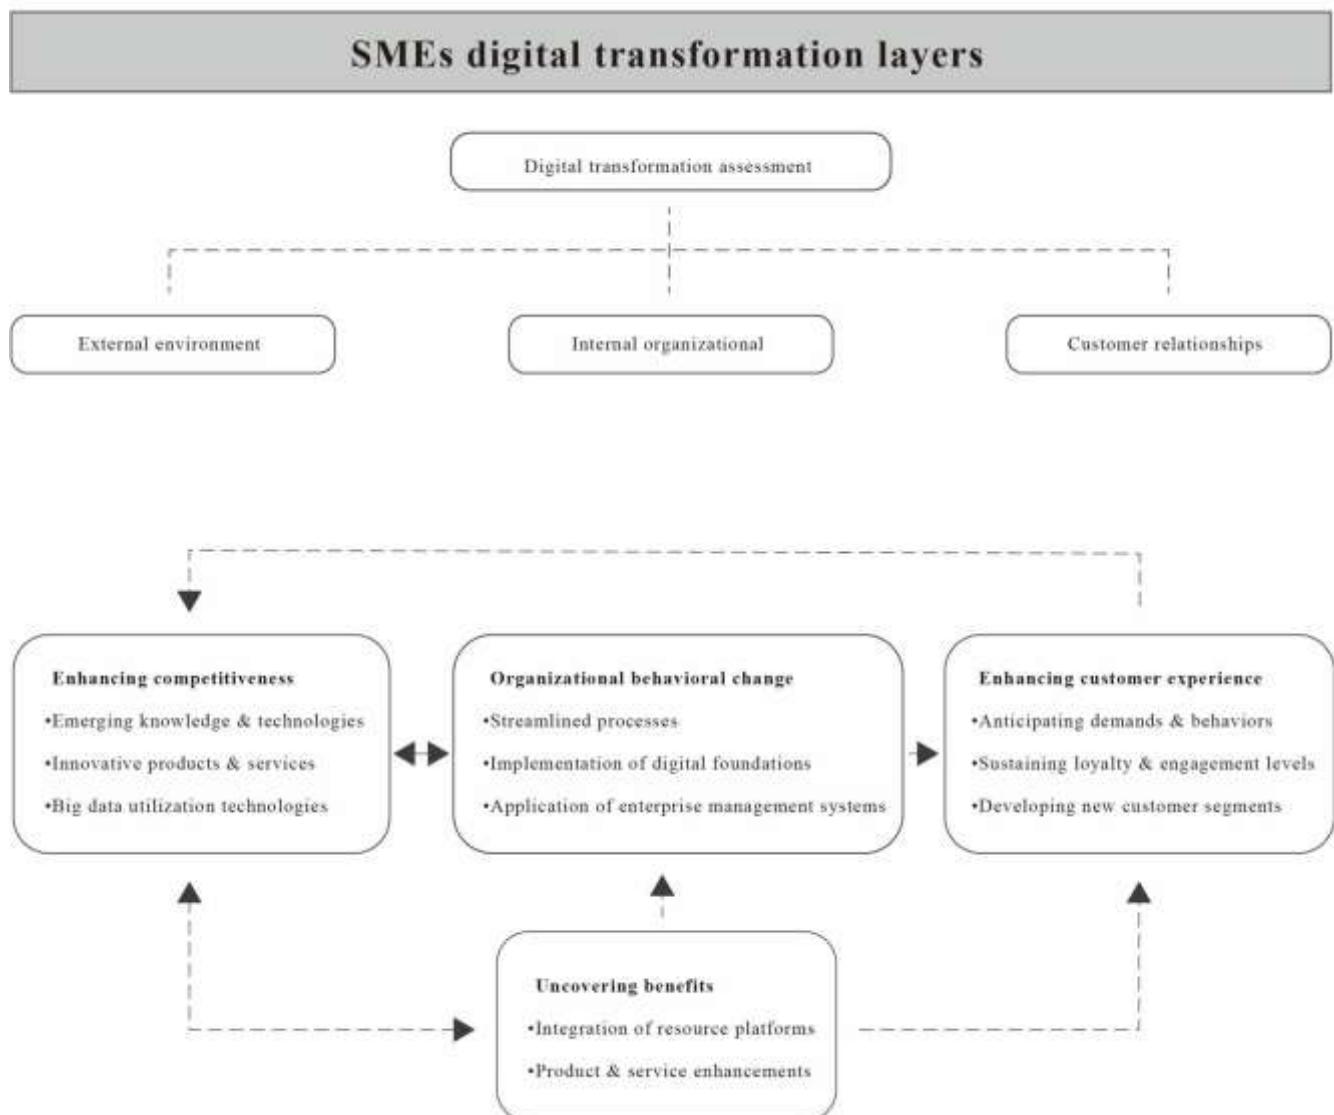 SMEs digital transformation layers
Digital transformation assessment
External environment
Internal organizational
Customer relationships
Enhancing competitiveness
•Emerging knowledge & technologies
•Innovative products & services
•Big data utilization technologies
Organizational behavioral change
•Streamlined processes
•Implementation of digital foundations
•Application of enterprise management systems
Enhancing customer experience
•Anticipating demands & behaviors
•Sustaining loyalty & engagement levels
•Developing new customer segments
Uncovering benefits
•Integration of resource platforms
•Product & service enhancements